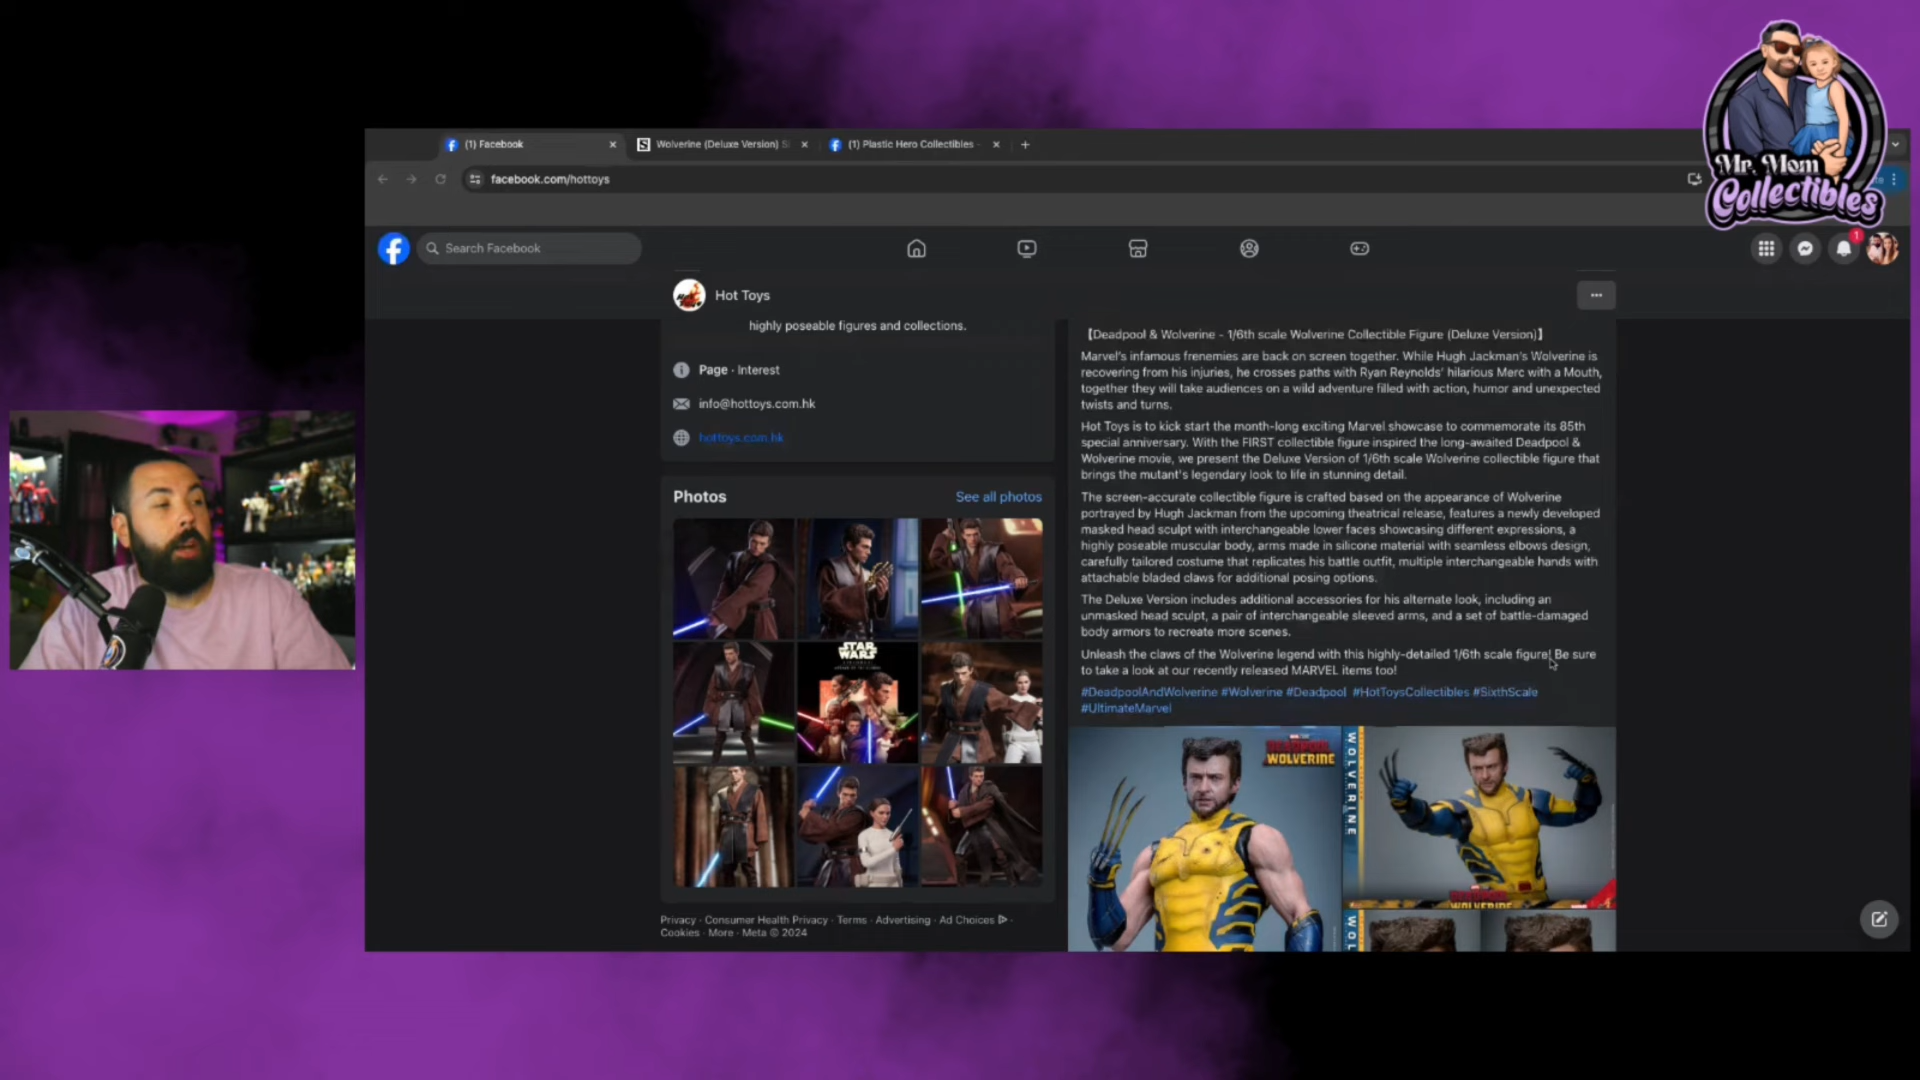 (1) Facebook
Wolverine (Deluxe Version)
(1) Plastic Hero Collectibles
facebook.com/hottoys
Mr. Mom
Collectibles
Search Facebook
1
Hot Toys
highly poseable figures and collections.
Page · Interest
info@hottoys.com.hk
hottoys.com.hk
Photos
See all photos
STAR WARS
Privacy · Consumer Health Privacy · Terms · Advertising · Ad Choices ·
Cookies · More · Meta © 2024
【Deadpool & Wolverine - 1/6th scale Wolverine Collectible Figure (Deluxe Version)】
Marvel's infamous frenemies are back on screen together. While Hugh Jackman's Wolverine is
recovering from his injuries, he crosses paths with Ryan Reynolds' hilarious Merc with a Mouth,
together they will take audiences on a wild adventure filled with action, humor and unexpected
twists and turns.
Hot Toys is to kick start the month-long exciting Marvel showcase to commemorate its 85th
special anniversary. With the FIRST collectible figure inspired the long-awaited Deadpool &
Wolverine movie, we present the Deluxe Version of 1/6th scale Wolverine collectible figure that
brings the mutant's legendary look to life in stunning detail.
The screen-accurate collectible figure is crafted based on the appearance of Wolverine
portrayed by Hugh Jackman from the upcoming theatrical release, features a newly developed
masked head sculpt with interchangeable lower faces showcasing different expressions, a
highly poseable muscular body, arms made in silicone material with seamless elbows design,
carefully tailored costume that replicates his battle outfit, multiple interchangeable hands with
attachable bladed claws for additional posing options.
The Deluxe Version includes additional accessories for his alternate look, including an
unmasked head sculpt, a pair of interchangeable sleeved arms, and a set of battle-damaged
body armors to recreate more scenes.
Unleash the claws of the Wolverine legend with this highly-detailed 1/6th scale figure! Be sure
to take a look at our recently released MARVEL items too!
#DeadpoolAndWolverine #Wolverine #Deadpool #HotToysCollectibles #SixthScale
#UltimateMarvel
DEADPOOL
WOLVERINE
WOLVERINE
DEADPOOL
WOLVERINE
WOL